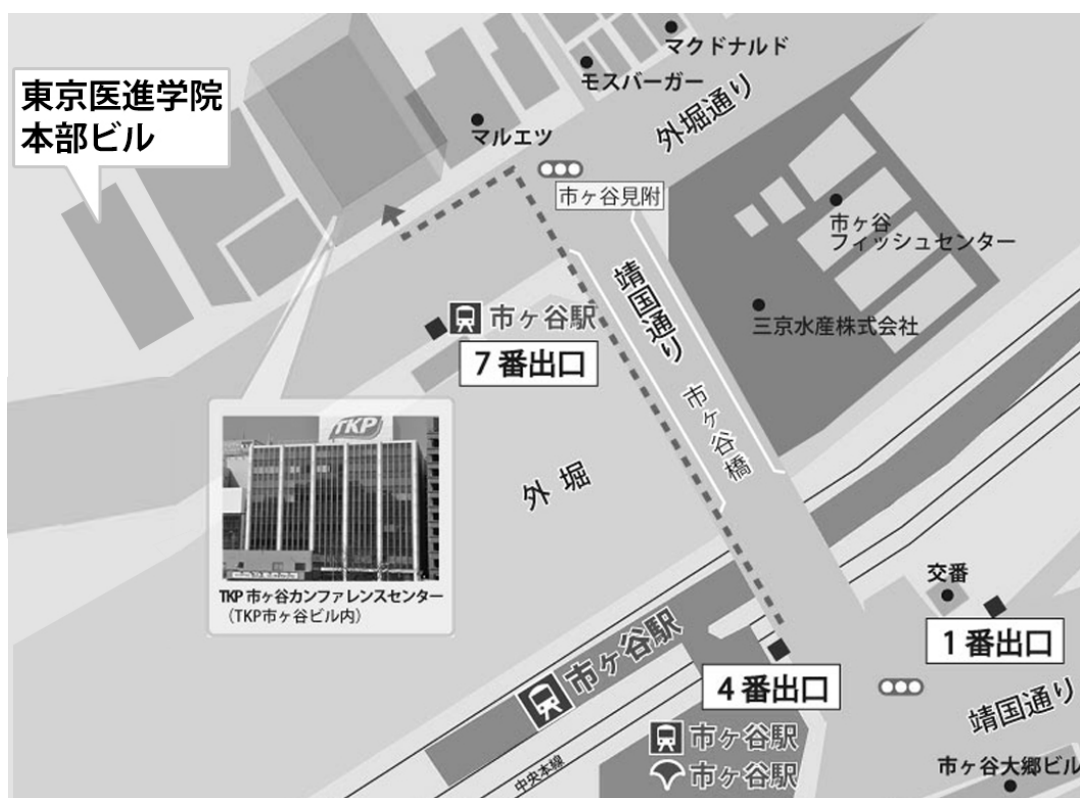 東京医進学院
本部ビル
マクドナルド
モスバーガー
マルエツ
外堀通り
市ヶ谷見附
市ヶ谷
フィッシュセンター
靖国通り
三京水産株式会社
市ヶ谷駅
7番出口
市ヶ谷橋
外堀
TKP
TKP 市ヶ谷カンファレンスセンター
（TKP市ヶ谷ビル内）
交番
1番出口
市ヶ谷駅
4番出口
靖国通り
市ヶ谷駅
市ヶ谷駅
中央本線
市ヶ谷大郷ビル